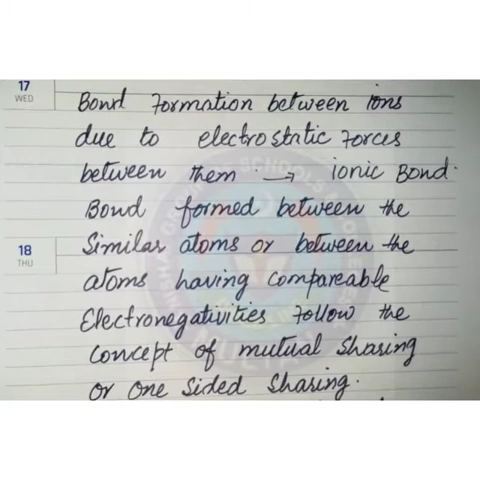 17
WED
Bond Formation between ions
due to electrostatic Forces
between them → ionic Bond.
Bond formed between the
18
THU
Similar atoms or between the
atoms having compareable
Electronegativities Follow the
concept of mutual sharing
or one sided sharing.